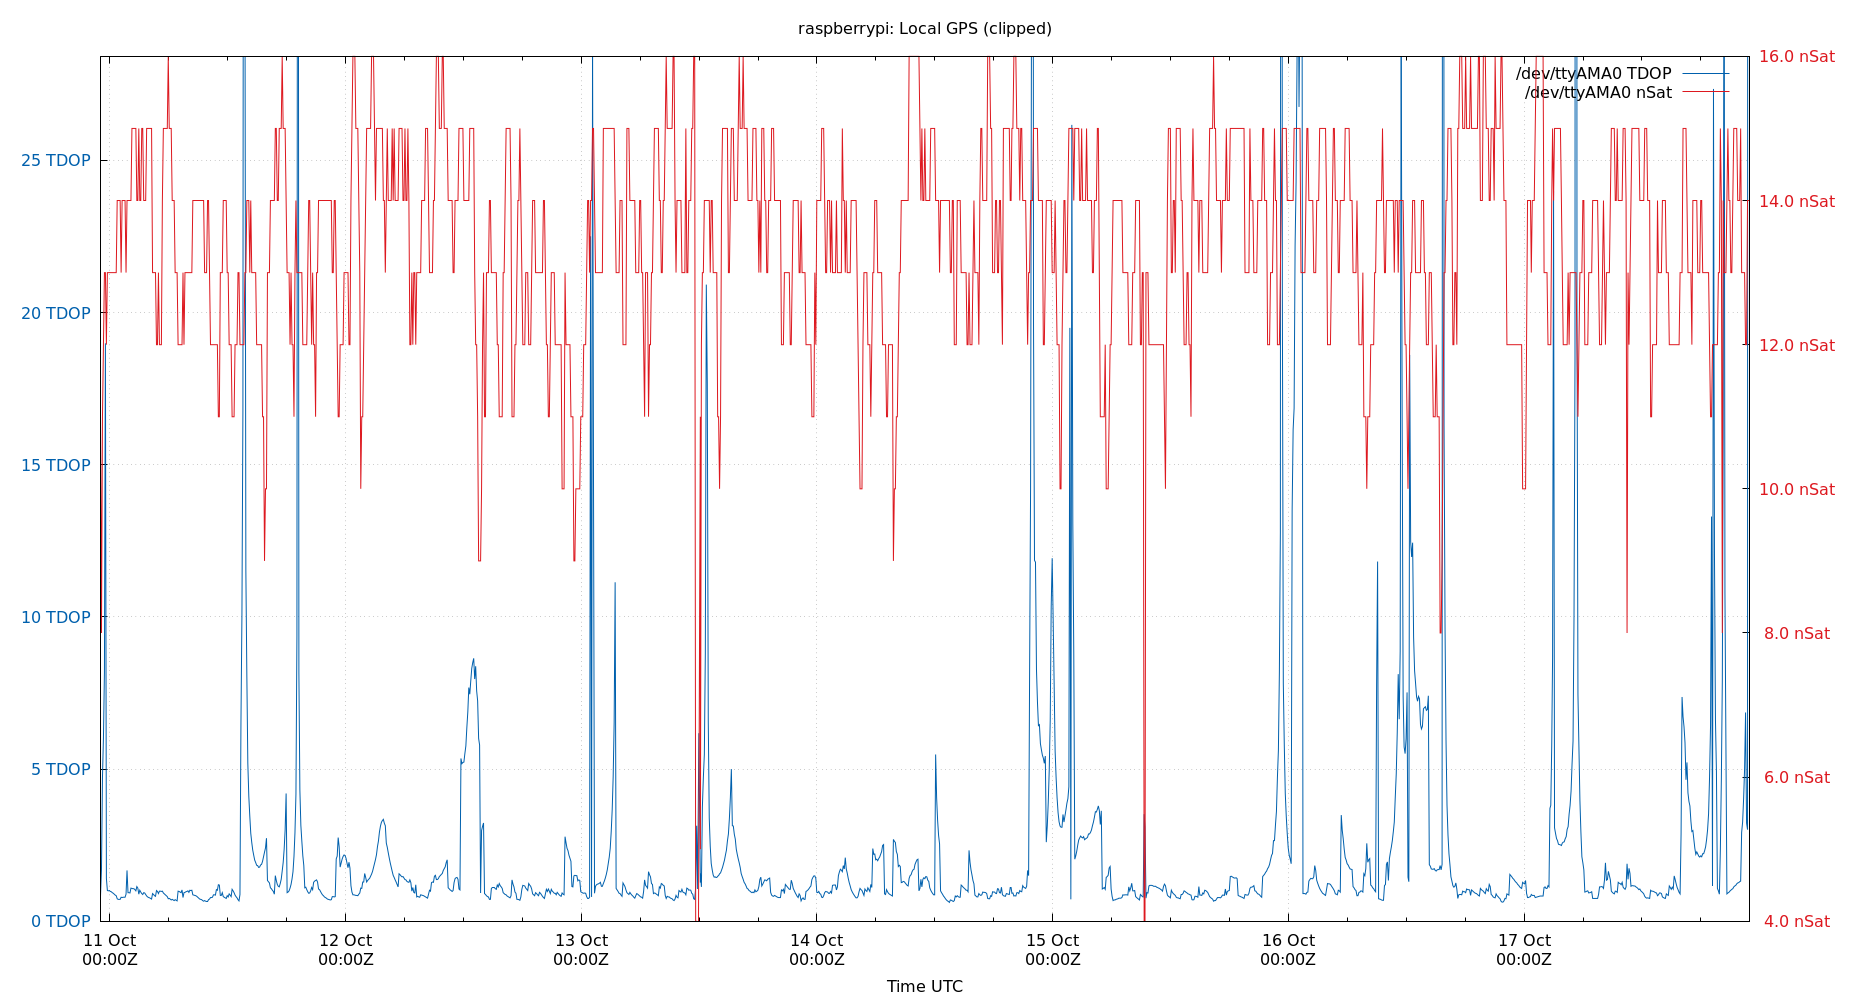 raspberrypi: Local GPS (clipped)
/dev/ttyAMA0 TDOP
/dev/ttyAMA0 nSat
25 TDOP
20 TDOP
15 TDOP
10 TDOP
5 TDOP
0 TDOP
16.0 nSat
14.0 nSat
12.0 nSat
10.0 nSat
8.0 nSat
6.0 nSat
4.0 nSat
11 Oct
00:00Z
12 Oct
00:00Z
13 Oct
00:00Z
14 Oct
00:00Z
15 Oct
00:00Z
16 Oct
00:00Z
17 Oct
00:00Z
Time UTC